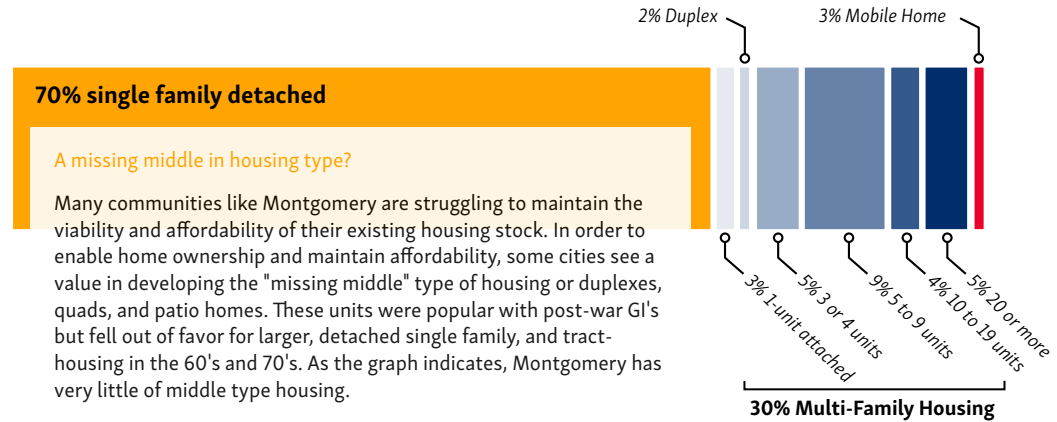 2% Duplex
3% Mobile Home
70% single family detached
A missing middle in housing type?
Many communities like Montgomery are struggling to maintain the
viability and affordability of their existing housing stock. In order to
enable home ownership and maintain affordability, some cities see a
value in developing the "missing middle" type of housing or duplexes,
quads, and patio homes. These units were popular with post-war GI's
but fell out of favor for larger, detached single family, and tract-
housing in the 60's and 70's. As the graph indicates, Montgomery has
very little of middle type housing.
3% 1-unit attached
5% 3 or 4 units
9% 5 to 9 units
4% 10 to 19 units
5% 20 or more
30% Multi-Family Housing